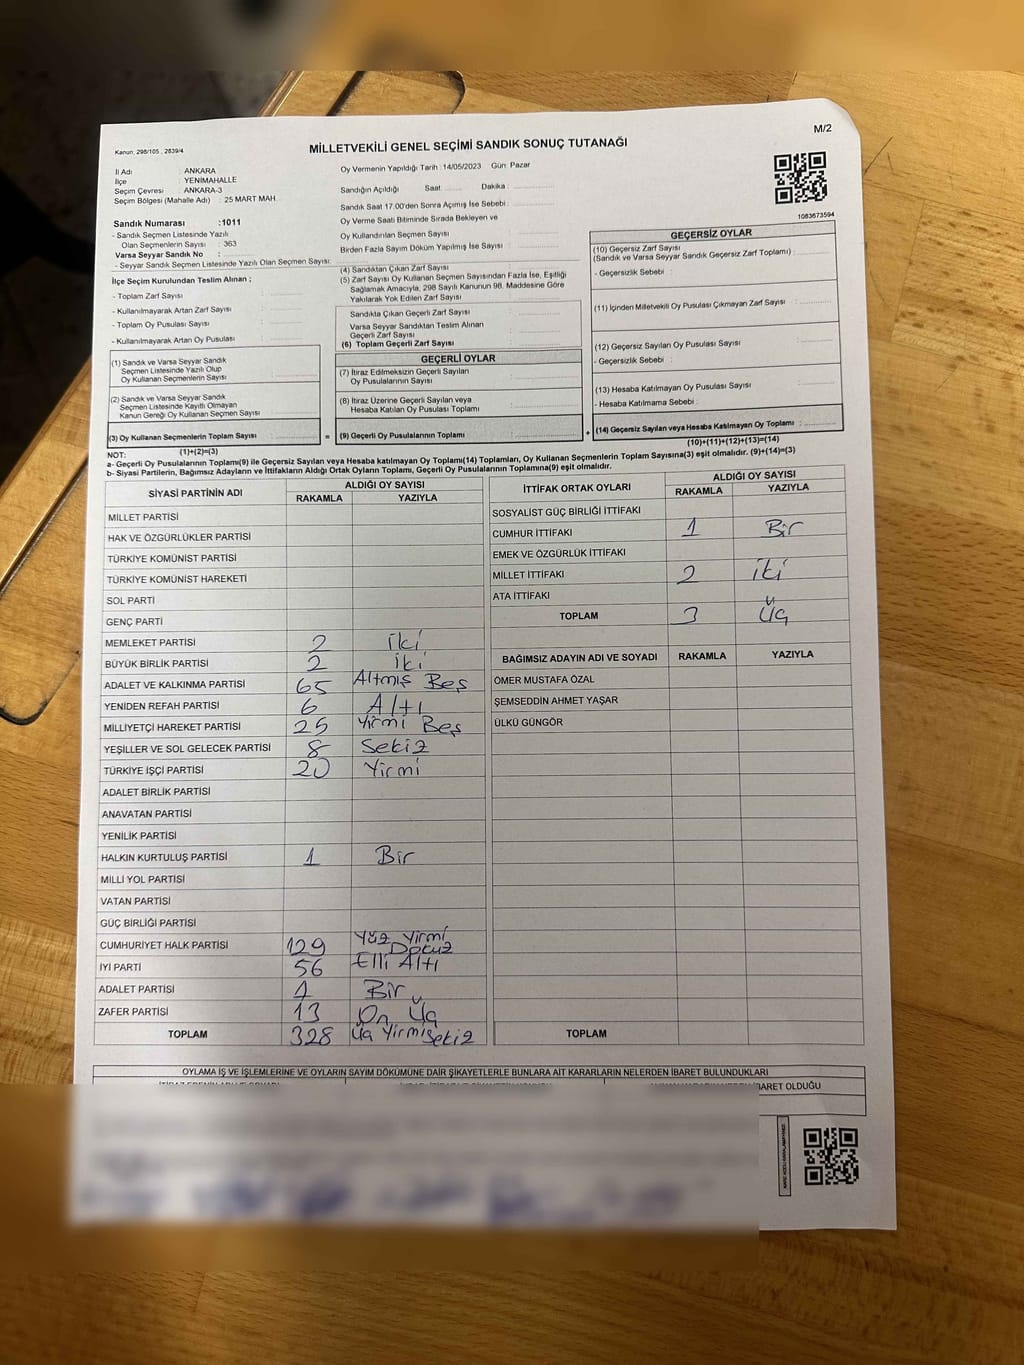 M/2
Kanun, 298/105 , 2839/4
MİLLETVEKİLİ GENEL SEÇİMİ SANDIK SONUÇ TUTANAĞI
İl Adı : ANKARA
İlçe : YENİMAHALLE
Seçim Çevresi : ANKARA-3
Seçim Bölgesi (Mahalle Adı) : 25 MART MAH.
Sandık Numarası :1011
- Sandık Seçmen Listesinde Yazılı
Olan Seçmenlerin Sayısı : 363
Varsa Seyyar Sandık No :
- Seyyar Sandık Seçmen Listesinde Yazılı Olan Seçmen Sayısı:
Oy Vermenin Yapıldığı Tarih :14/05/2023 Gün: Pazar
Sandığın Açıldığı Saat Dakika :
Sandık Saat 17.00'den Sonra Açılmış İse Sebebi :
Oy Verme Saati Bitiminde Sırada Bekleyen ve
Oy Kullandırılan Seçmen Sayısı :
Birden Fazla Sayım Döküm Yapılmış İse Sayısı :
1083673594
İlçe Seçim Kurulundan Teslim Alınan ;
- Toplam Zarf Sayısı :
- Kullanılmayarak Artan Zarf Sayısı :
- Toplam Oy Pusulası Sayısı :
- Kullanılmayarak Artan Oy Pusulası :
(4) Sandıktan Çıkan Zarf Sayısı :
(5) Zarf Sayısı Oy Kullanan Seçmen Sayısından Fazla İse, Eşitliği
Sağlamak Amacıyla, 298 Sayılı Kanunun 98. Maddesine Göre
Yakılarak Yok Edilen Zarf Sayısı :
Sandıkta Çıkan Geçerli Zarf Sayısı :
Varsa Seyyar Sandıktan Teslim Alınan
Geçerli Zarf Sayısı :
(6) Toplam Geçerli Zarf Sayısı :
GEÇERSİZ OYLAR
(10) Geçersiz Zarf Sayısı
(Sandık ve Varsa Seyyar Sandık Geçersiz Zarf Toplamı) :
- Geçersizlik Sebebi :
(11) İçinden Milletvekili Oy Pusulası Çıkmayan Zarf Sayısı :
(12) Geçersiz Sayılan Oy Pusulası Sayısı :
- Geçersizlik Sebebi :
(13) Hesaba Katılmayan Oy Pusulası Sayısı :
- Hesaba Katılmama Sebebi :
(14) Geçersiz Sayılan veya Hesaba Katılmayan Oy Toplamı :
(10)+(11)+(12)+(13)=(14)
(1) Sandık ve Varsa Seyyar Sandık
Seçmen Listesinde Yazılı Olup
Oy Kullanan Seçmenlerin Sayısı :
(2) Sandık ve Varsa Seyyar Sandık
Seçmen Listesinde Kayıtlı Olmayan
Kanun Gereği Oy Kullanan Seçmen Sayısı :
(3) Oy Kullanan Seçmenlerin Toplam Sayısı :
(1)+(2)=(3)
=
GEÇERLİ OYLAR
(7) İtiraz Edilmeksizin Geçerli Sayılan
Oy Pusulalarının Sayısı :
(8) İtiraz Üzerine Geçerli Sayılan veya
Hesaba Katılan Oy Pusulası Toplamı :
(9) Geçerli Oy Pusulalarının Toplamı :
+
NOT:
a- Geçerli Oy Pusulalarının Toplamı(9) ile Geçersiz Sayılan veya Hesaba katılmayan Oy Toplamı(14) Toplamları, Oy Kullanan Seçmenlerin Toplam Sayısına(3) eşit olmalıdır. (9)+(14)=(3)
b- Siyasi Partilerin, Bağımsız Adayların ve İttifakların Aldığı Ortak Oyların Toplamı, Geçerli Oy Pusulalarının Toplamına(9) eşit olmalıdır.
SİYASİ PARTİNİN ADI ALDIĞI OY SAYISI
RAKAMLA YAZIYLA
MİLLET PARTİSİ
HAK VE ÖZGÜRLÜKLER PARTİSİ
TÜRKİYE KOMÜNİST PARTİSİ
TÜRKİYE KOMÜNİST HAREKETİ
SOL PARTİ
GENÇ PARTİ
MEMLEKET PARTİSİ 2 İki
BÜYÜK BİRLİK PARTİSİ 2 İki
ADALET VE KALKINMA PARTİSİ 65 Altmış Beş
YENİDEN REFAH PARTİSİ 6 Altı
MİLLİYETÇİ HAREKET PARTİSİ 25 Yirmi Beş
YEŞİLLER VE SOL GELECEK PARTİSİ 8 Sekiz
TÜRKİYE İŞÇİ PARTİSİ 20 Yirmi
ADALET BİRLİK PARTİSİ
ANAVATAN PARTİSİ
YENİLİK PARTİSİ
HALKIN KURTULUŞ PARTİSİ 1 Bir
MİLLİ YOL PARTİSİ
VATAN PARTİSİ
GÜÇ BİRLİĞİ PARTİSİ
CUMHURİYET HALK PARTİSİ 129 Yüz Yirmi Dokuz
İYİ PARTİ 56 Elli Altı
ADALET PARTİSİ 1 Bir
ZAFER PARTİSİ 13 On Üç
TOPLAM 328 Üç Yirmi Sekiz
İTTİFAK ORTAK OYLARI ALDIĞI OY SAYISI
RAKAMLA YAZIYLA
SOSYALİST GÜÇ BİRLİĞİ İTTİFAKI
CUMHUR İTTİFAKI 1 Bir
EMEK VE ÖZGÜRLÜK İTTİFAKI
MİLLET İTTİFAKI 2 İki
ATA İTTİFAKI
TOPLAM 3 Üç
BAĞIMSIZ ADAYIN ADI VE SOYADI RAKAMLA YAZIYLA
ÖMER MUSTAFA ÖZAL
ŞEMSEDDİN AHMET YAŞAR
ÜLKÜ GÜNGÖR
TOPLAM
OYLAMA İŞ VE İŞLEMLERİNE VE OYLARIN SAYIM DÖKÜMÜNE DAİR ŞİKAYETLERLE BUNLARA AİT KARARLARIN NELERDEN İBARET BULUNDUKLARI
İBARET OLDUĞU